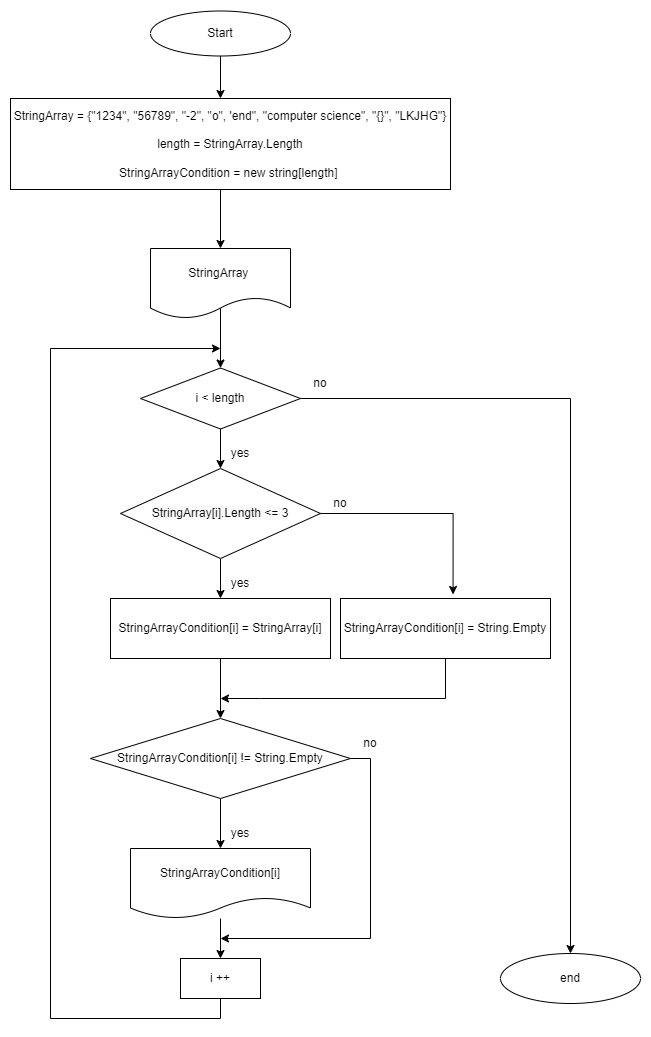 Start
StringArray = {"1234", "56789", "-2", "o", 'end", "computer science", "{}", "LKJHG"}
length = StringArray.Length
StringArrayCondition = new string[length]
StringArray
i < length
no
yes
StringArray[i].Length <= 3
no
yes
StringArrayCondition[i] = StringArray[i]
StringArrayCondition[i] = String.Empty
StringArrayCondition[i] != String.Empty
no
yes
StringArrayCondition[i]
i ++
end